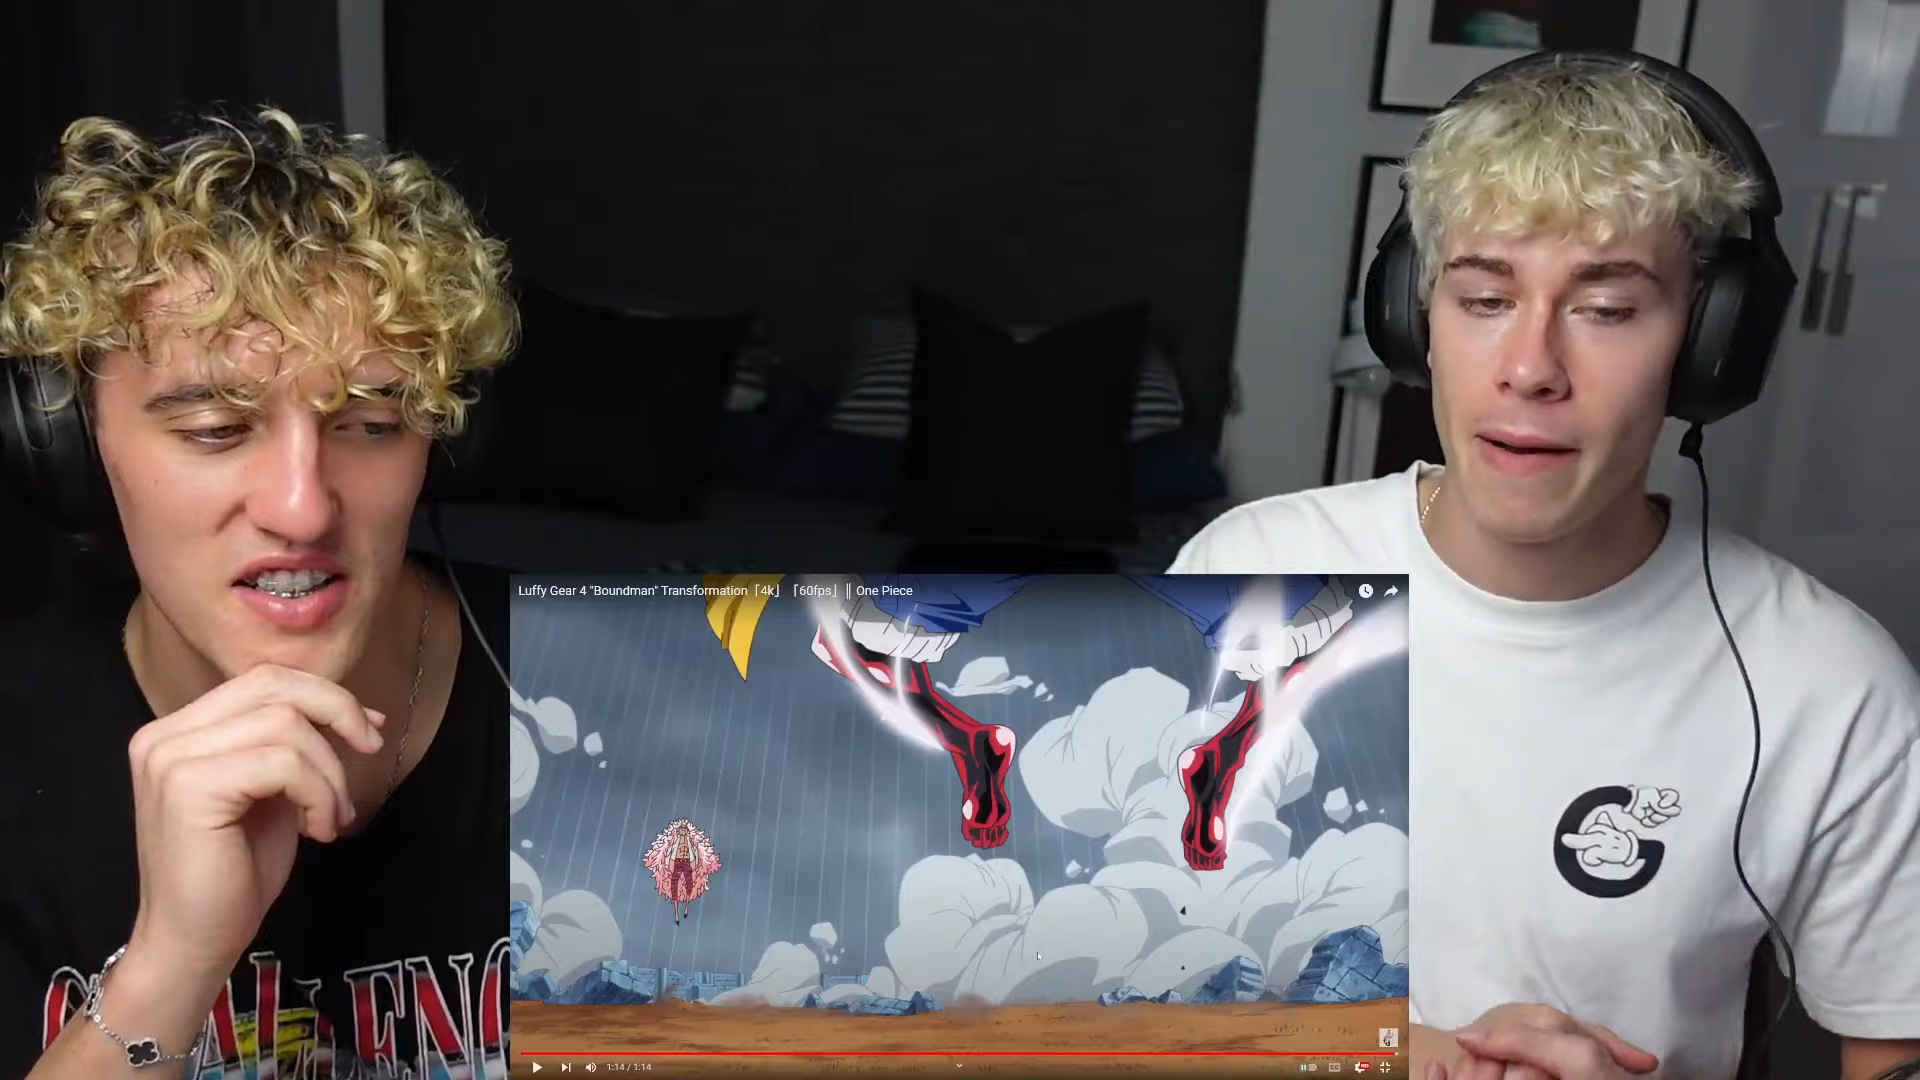 Luffy Gear 4 "Boundman" Transformation「4k」「60fps」‖ One Piece
1:14 / 1:14